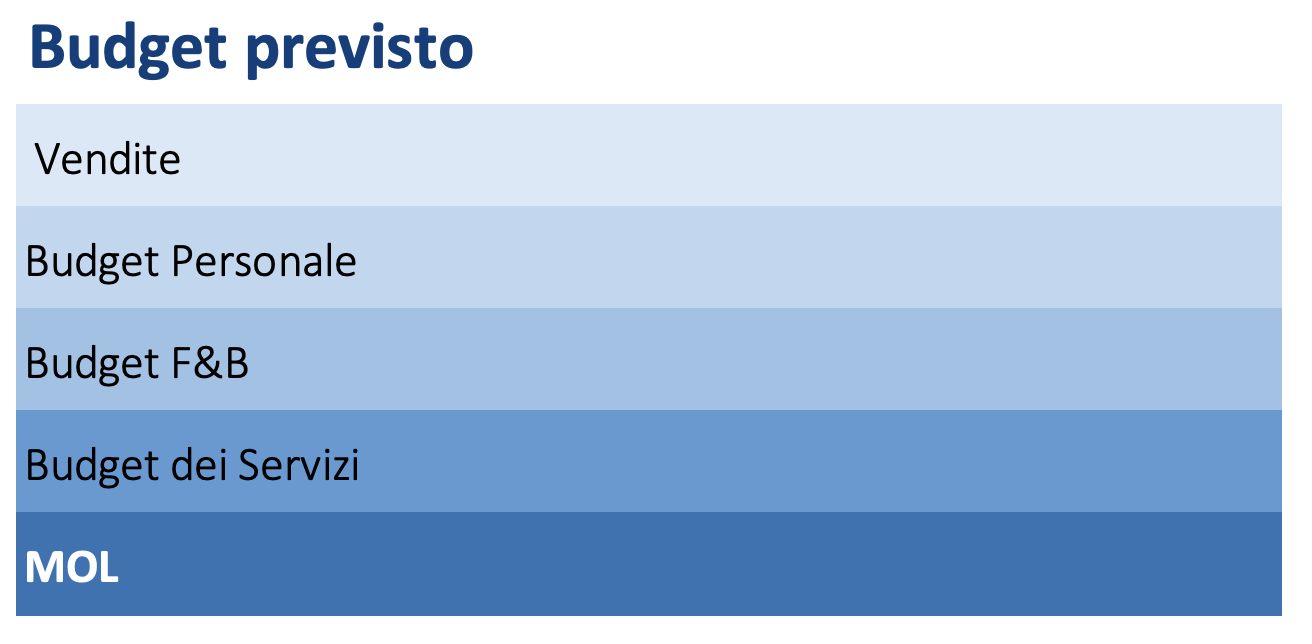 Budget previsto
Vendite
Budget Personale
Budget F&B
Budget dei Servizi
MOL